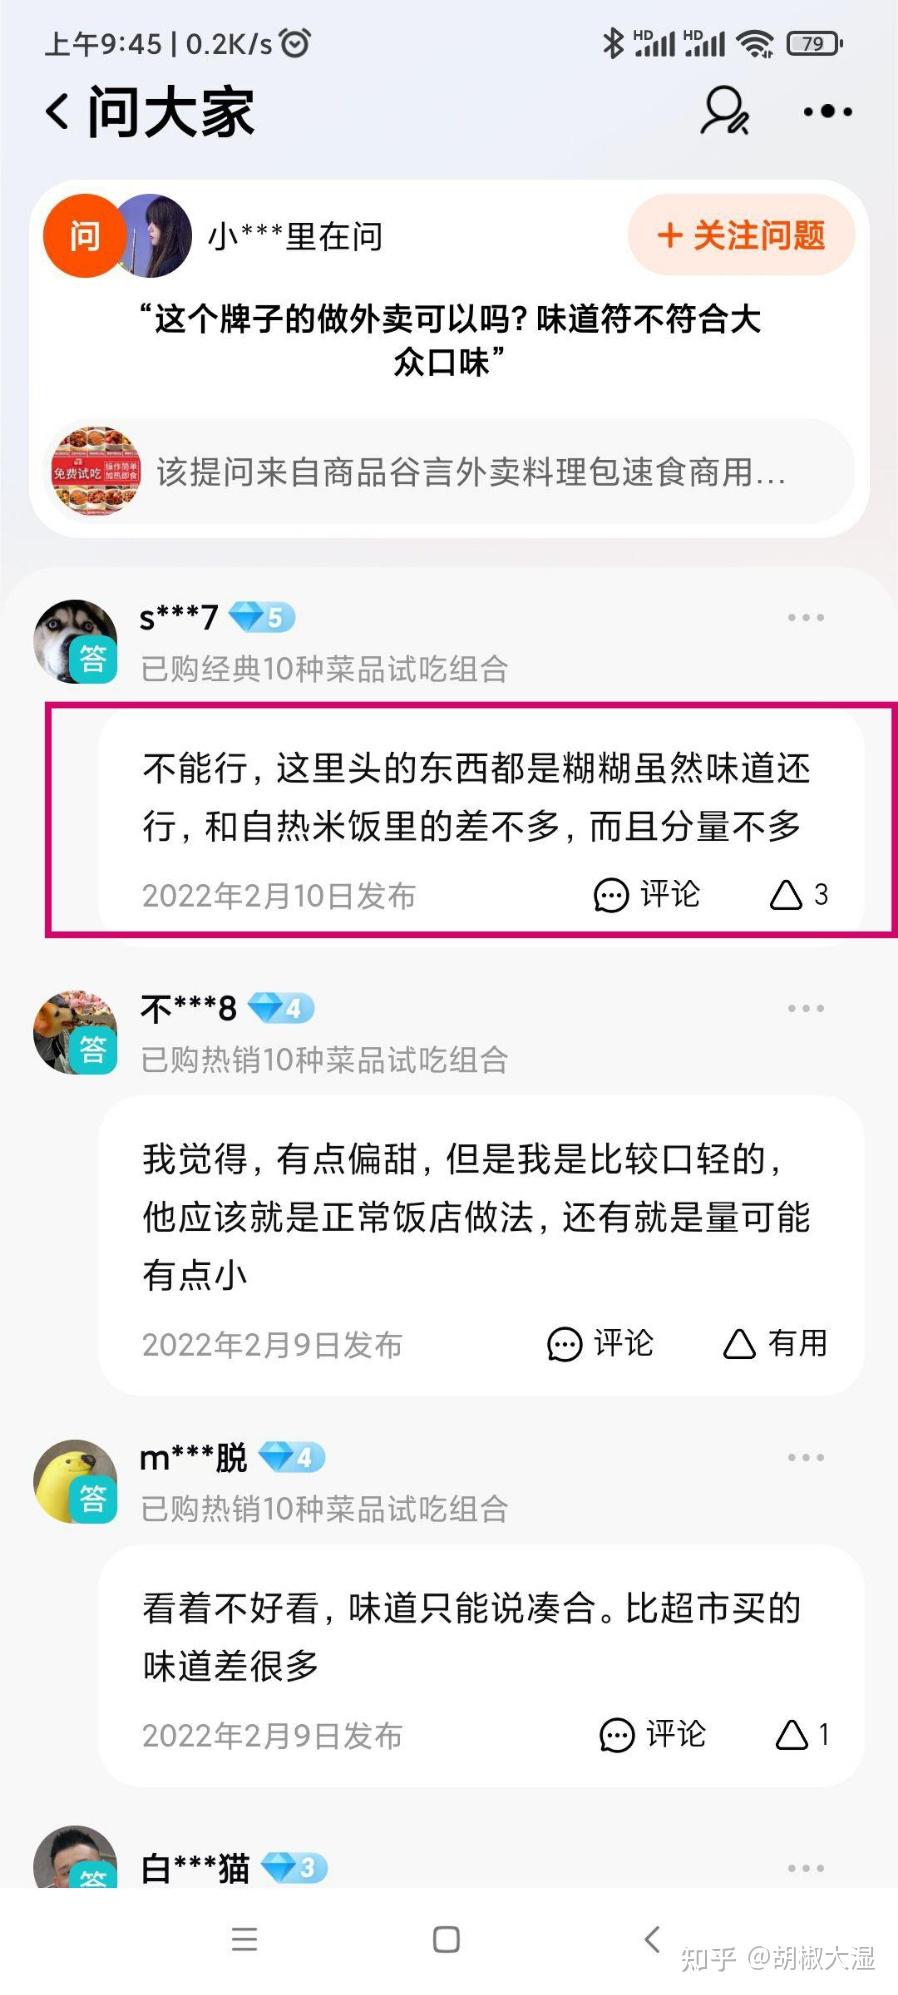 上午9:45 | 0.2K/s
HD HD 79
问大家
问 小***里在问 + 关注问题
“这个牌子的做外卖可以吗? 味道符不符合大
众口味”
免费试吃 操作简单
加热即食
该提问来自商品谷言外卖料理包速食商用...
s***7 5
答
已购经典10种菜品试吃组合
不能行, 这里头的东西都是糊糊虽然味道还
行, 和自热米饭里的差不多, 而且分量不多
2022年2月10日发布 评论 3
不***8 4
答
已购热销10种菜品试吃组合
我觉得, 有点偏甜, 但是我是比较口轻的,
他应该就是正常饭店做法, 还有就是量可能
有点小
2022年2月9日发布 评论 有用
m***脱 4
答
已购热销10种菜品试吃组合
看着不好看, 味道只能说凑合。比超市买的
味道差很多
2022年2月9日发布 评论 1
白***猫 3
答
知乎 @胡椒大湿